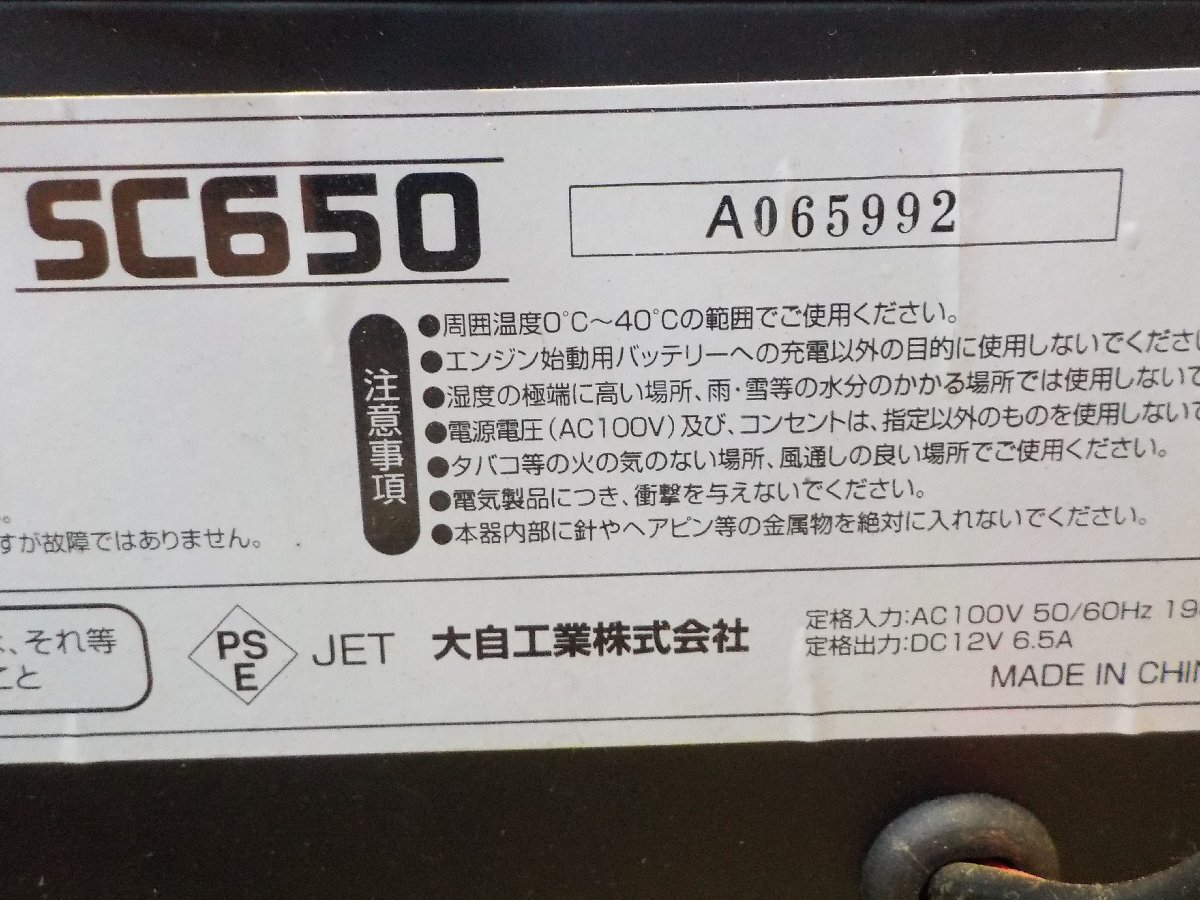 SC650
A065992
注意事項
●周囲温度0℃～40℃の範囲でご使用ください。
●エンジン始動用バッテリーへの充電以外の目的に使用しないでくださ
●湿度の極端に高い場所、雨・雪等の水分のかかる場所では使用しないで
●電源電圧(AC100V)及び、コンセントは、指定以外のものを使用しないで
●タバコ等の火の気のない場所、風通しの良い場所でご使用ください。
●電気製品につき、衝撃を与えないでください。
●本器内部に針やヘアピン等の金属物を絶対に入れないでください。
。
すが故障ではありません。
、それ等
こと
PS
E
JET
大自工業株式会社
定格入力:AC100V 50/60Hz 19
定格出力:DC12V 6.5A
MADE IN CHIN